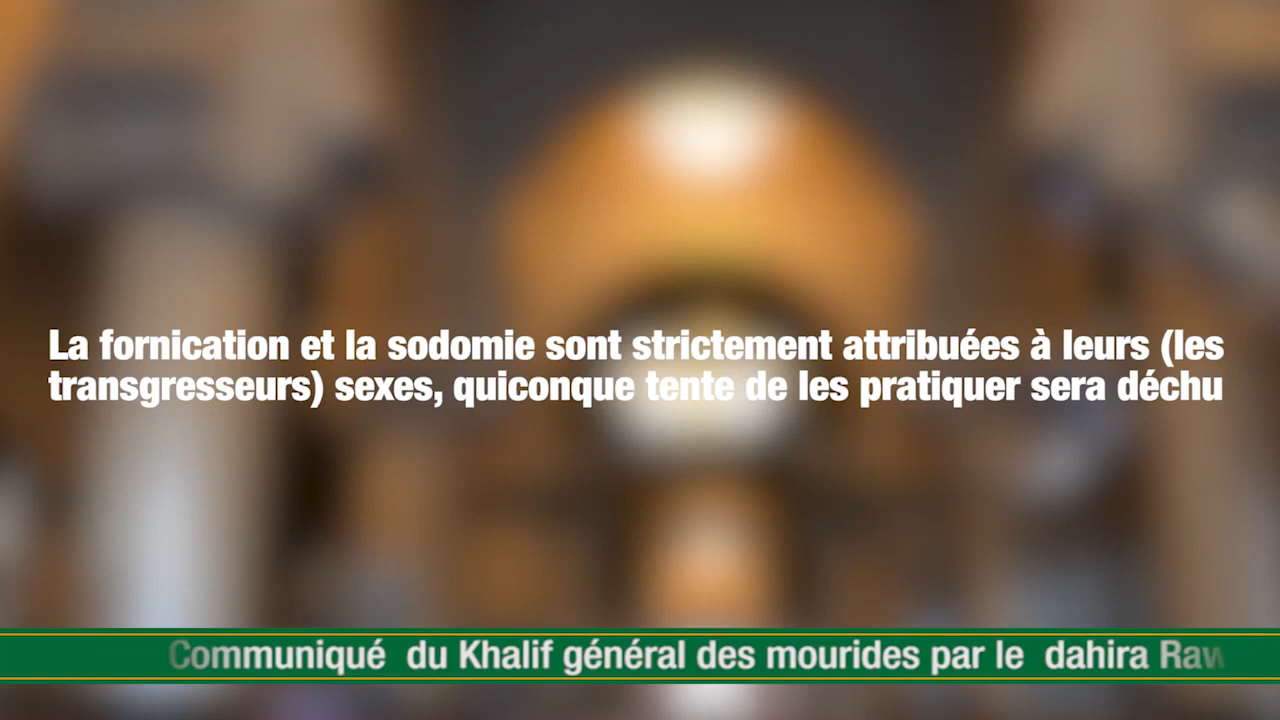 La fornication et la sodomie sont strictement attribuées à leurs (les
transgresseurs) sexes, quiconque tente de les pratiquer sera déchu
Communiqué du Khalif général des mourides par le dahira